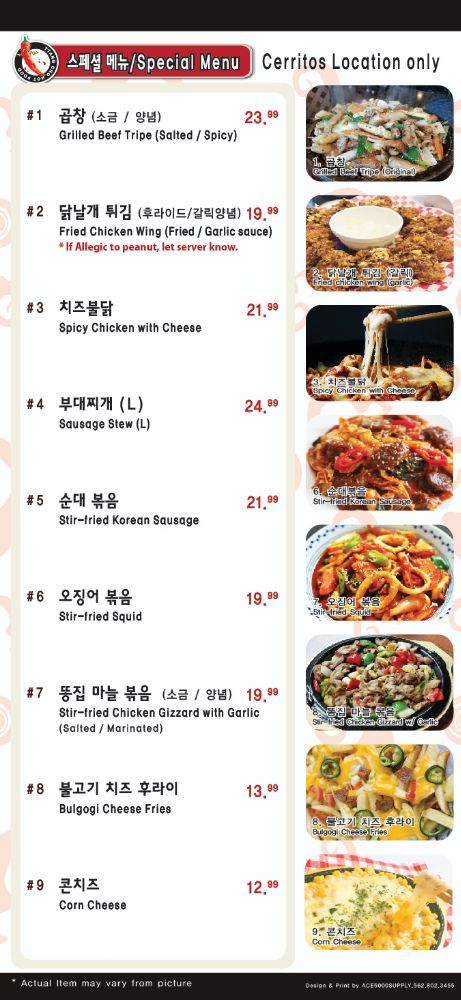 스페셜 메뉴/Special Menu
Cerritos Location only
#1 곱창 (소금 / 양념) 23.99
Grilled Beef Tripe (Salted / Spicy)
#2 닭날개 튀김 (후라이드/갈릭양념) 19.99
Fried Chicken Wing (Fried / Garlic sauce)
* If Allegic to peanut, let server know.
#3 치즈불닭 21.99
Spicy Chicken with Cheese
#4 부대찌개 (L) 24.99
Sausage Stew (L)
#5 순대 볶음 21.99
Stir-fried Korean Sausage
#6 오징어 볶음 19.99
Stir-fried Squid
#7 똥집 마늘 볶음 (소금 / 양념) 19.99
Stir-fried Chicken Gizzard with Garlic
(Salted / Marinated)
#8 불고기 치즈 후라이 13.99
Bulgogi Cheese Fries
#9 콘치즈 12.99
Corn Cheese
1. 곱창
Grilled Beef Tripe (Original)
2. 닭날개 튀김 (갈릭)
Fried chicken wing (garlic)
3. 치즈불닭
Spicy Chicken with Cheese
6. 순대볶음
Stir-fried Korean Sausage
7. 오징어 볶음
Stir-fried Squid
8. 똥집 마늘 볶음
Stir-fried Chicken Gizzard w/ Garlic
8. 불고기 치즈 후라이
Bulgogi Cheese Fries
9. 콘치즈
Corn Cheese
* Actual Item may vary from picture
Design & Print by ACE5000SUPPLY.562.802.3456